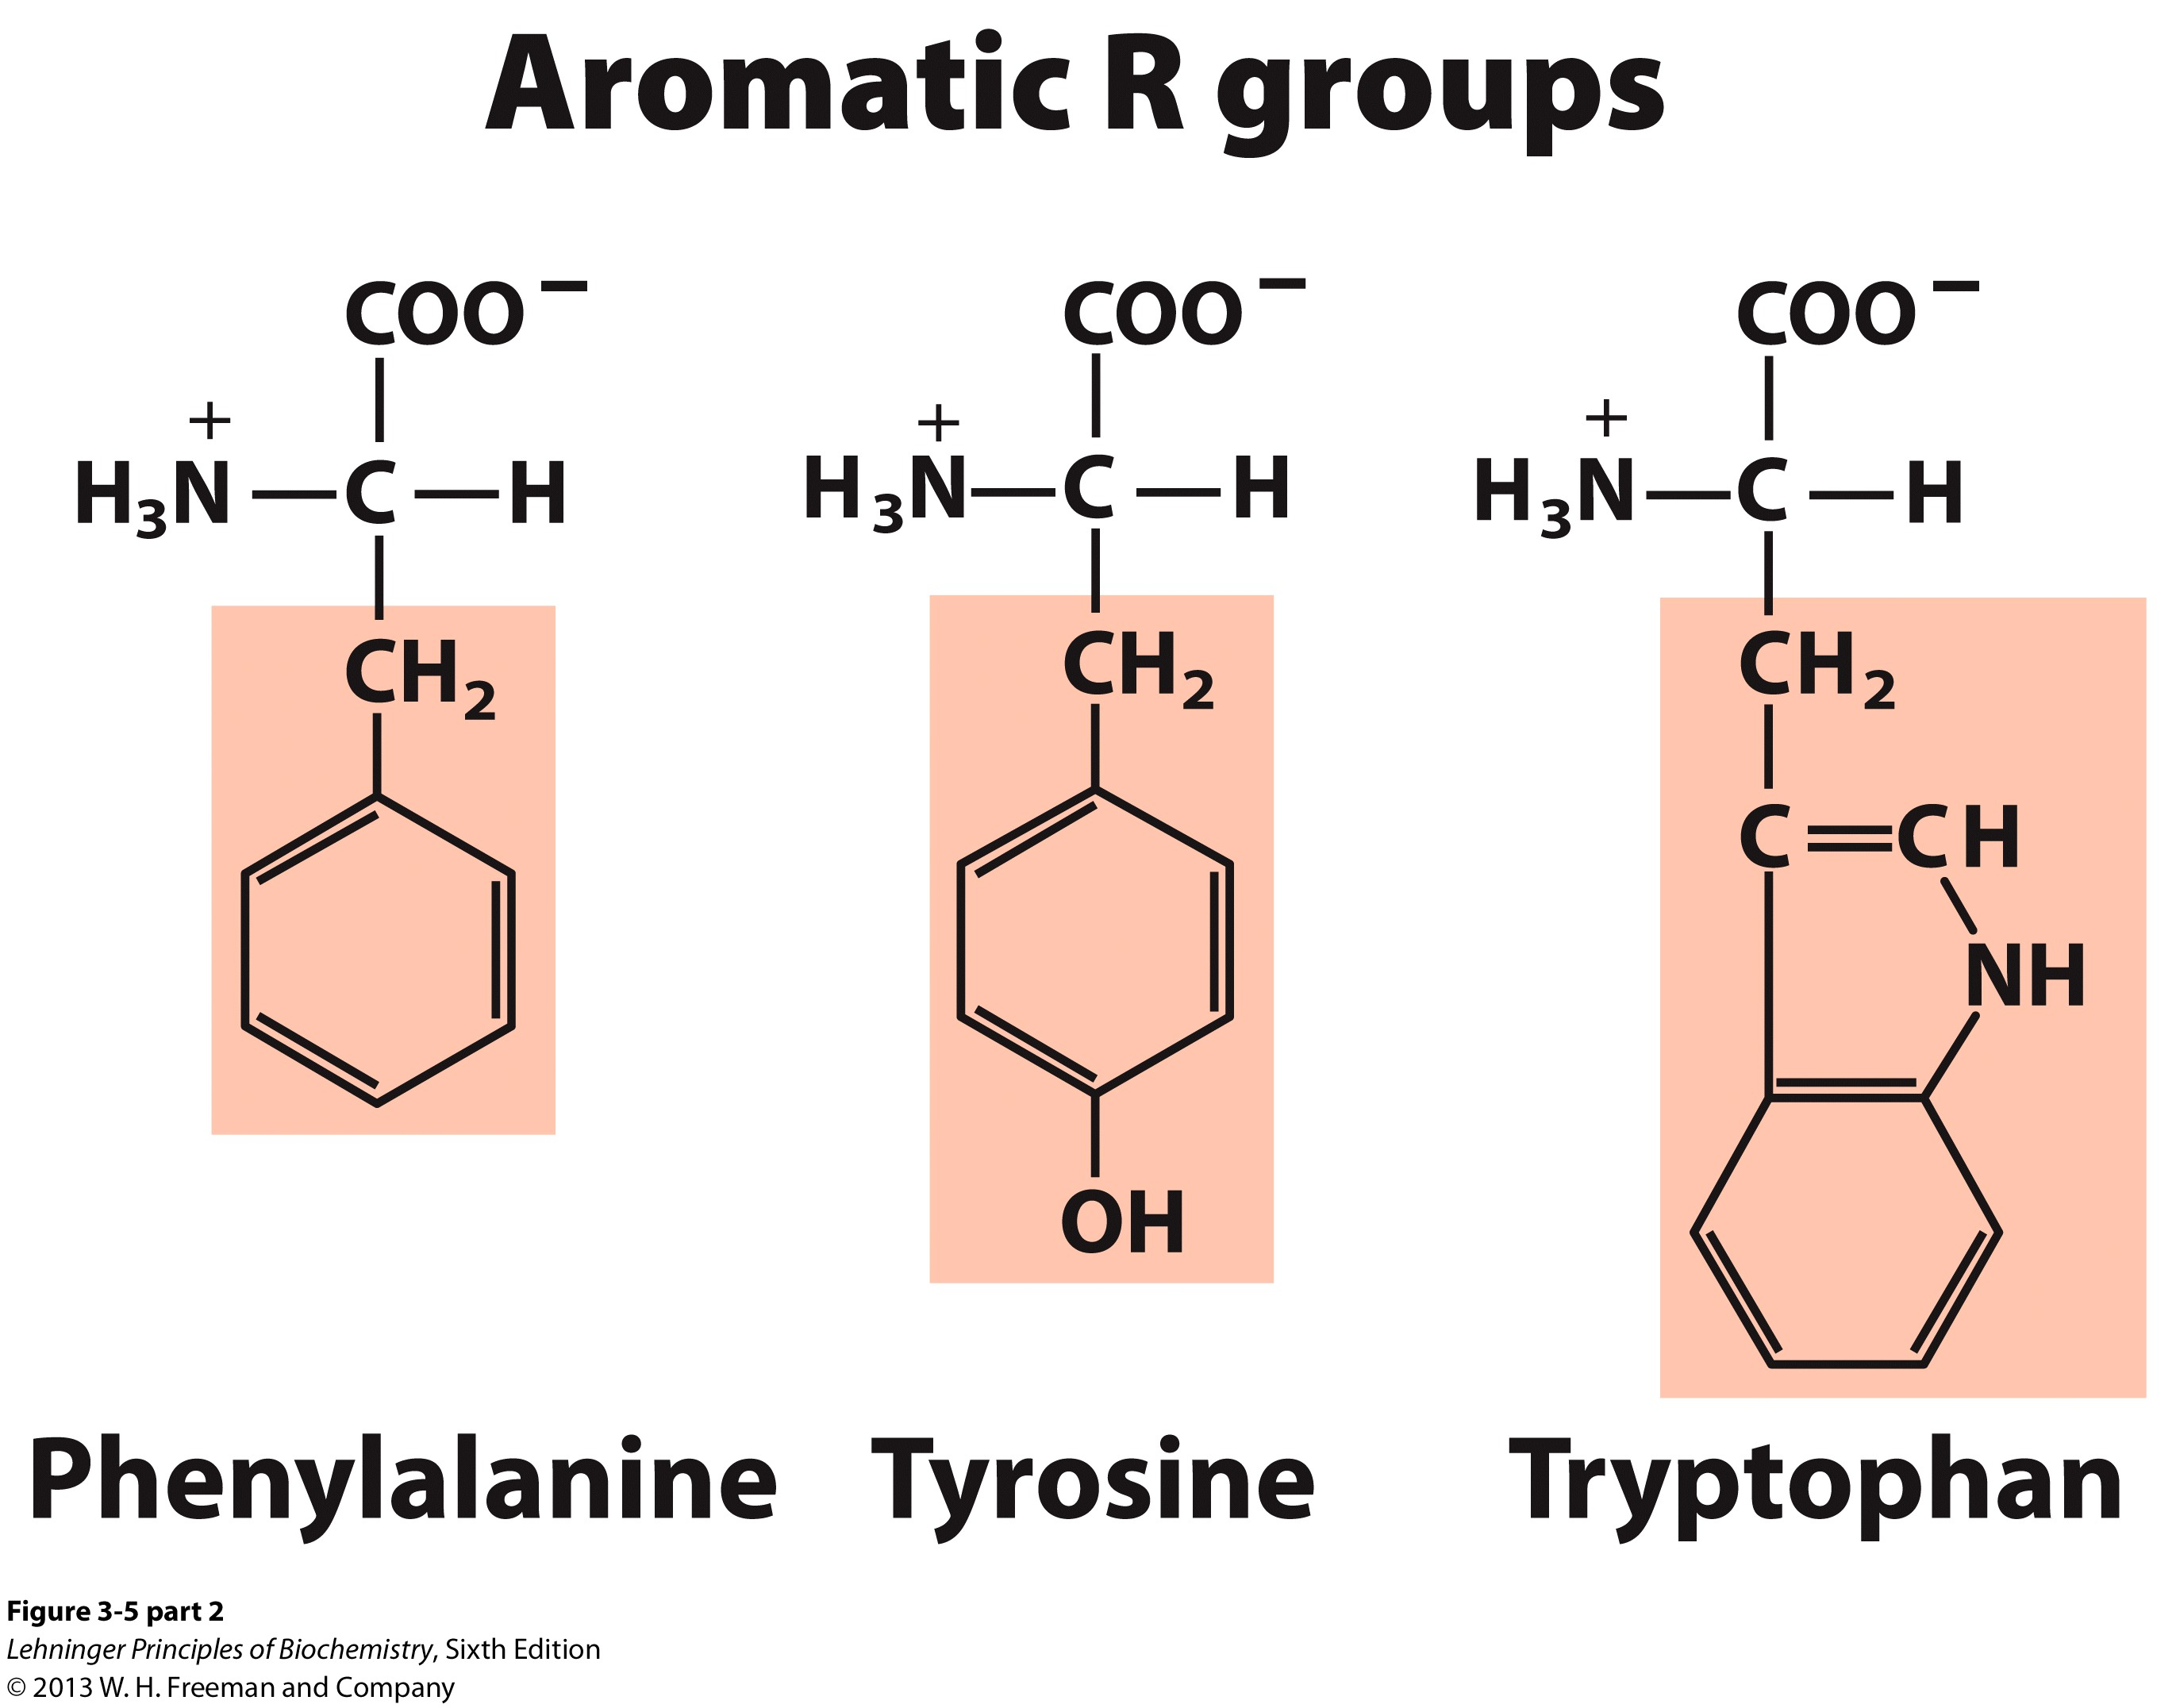 Aromatic R groups
COO− COO− COO−
+ + +
H3N C H H3N C H H3N C H
CH2 CH2 CH2
C CH
NH
OH
Phenylalanine Tyrosine Tryptophan
Figure 3-5 part 2
Lehninger Principles of Biochemistry, Sixth Edition
© 2013 W. H. Freeman and Company